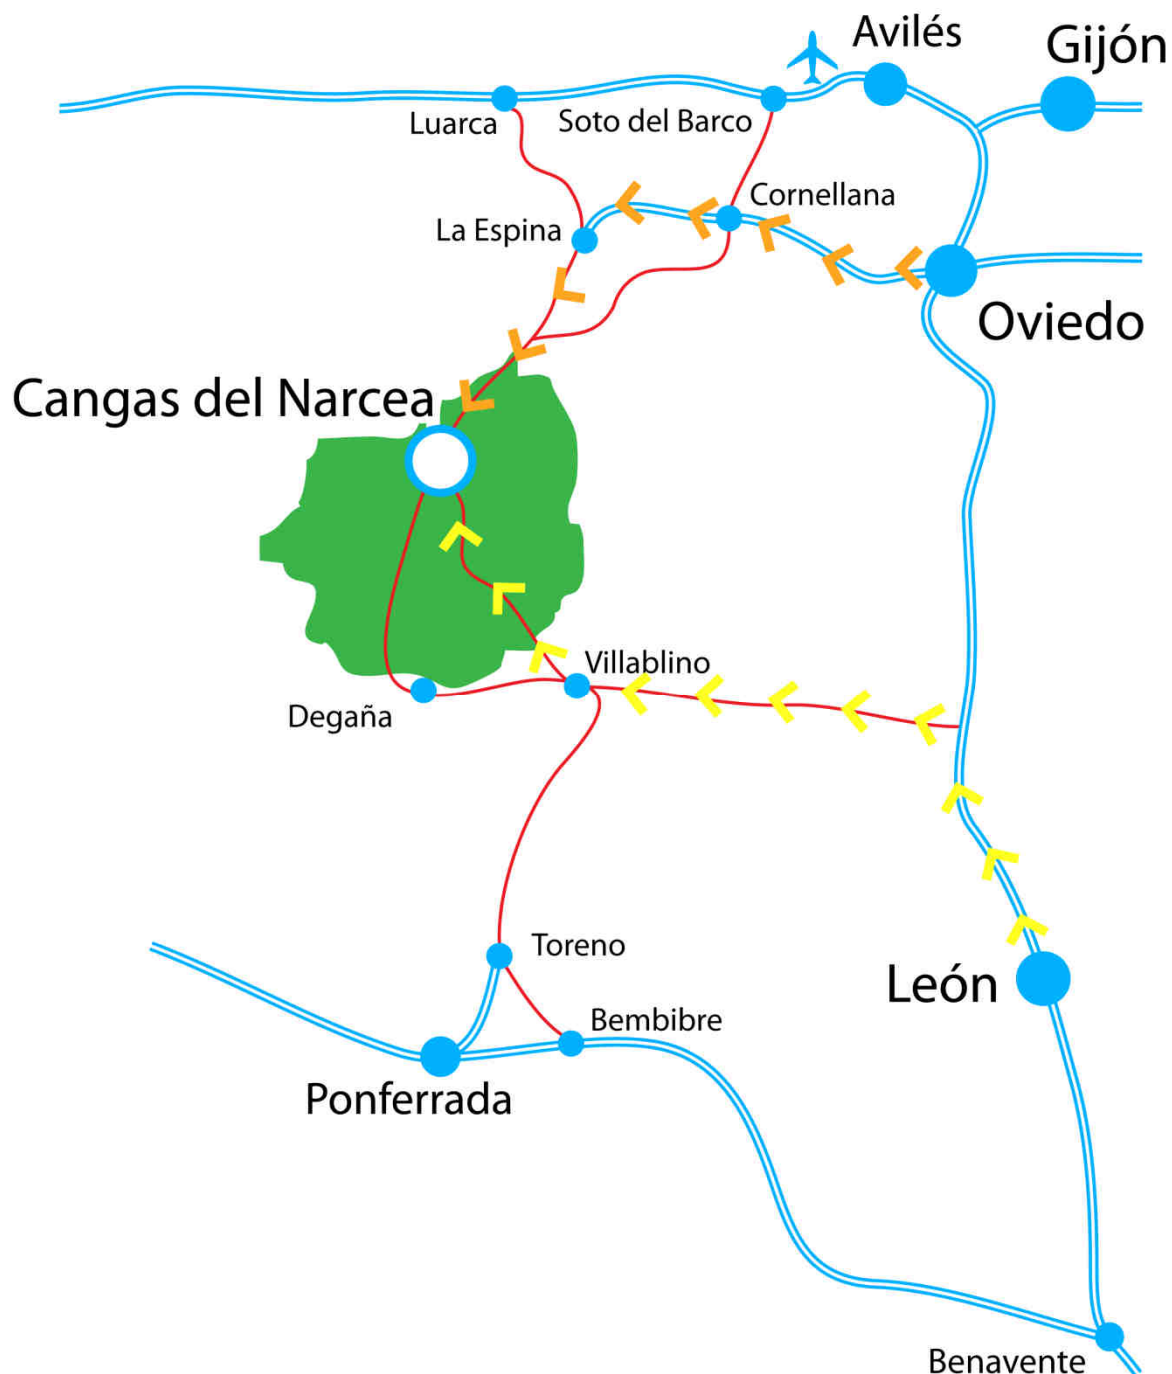 Avilés
Gijón
Luarca
Soto del Barco
Cornellana
La Espina
Oviedo
Cangas del Narcea
Villablino
Degaña
Toreno
León
Bembibre
Ponferrada
Benavente